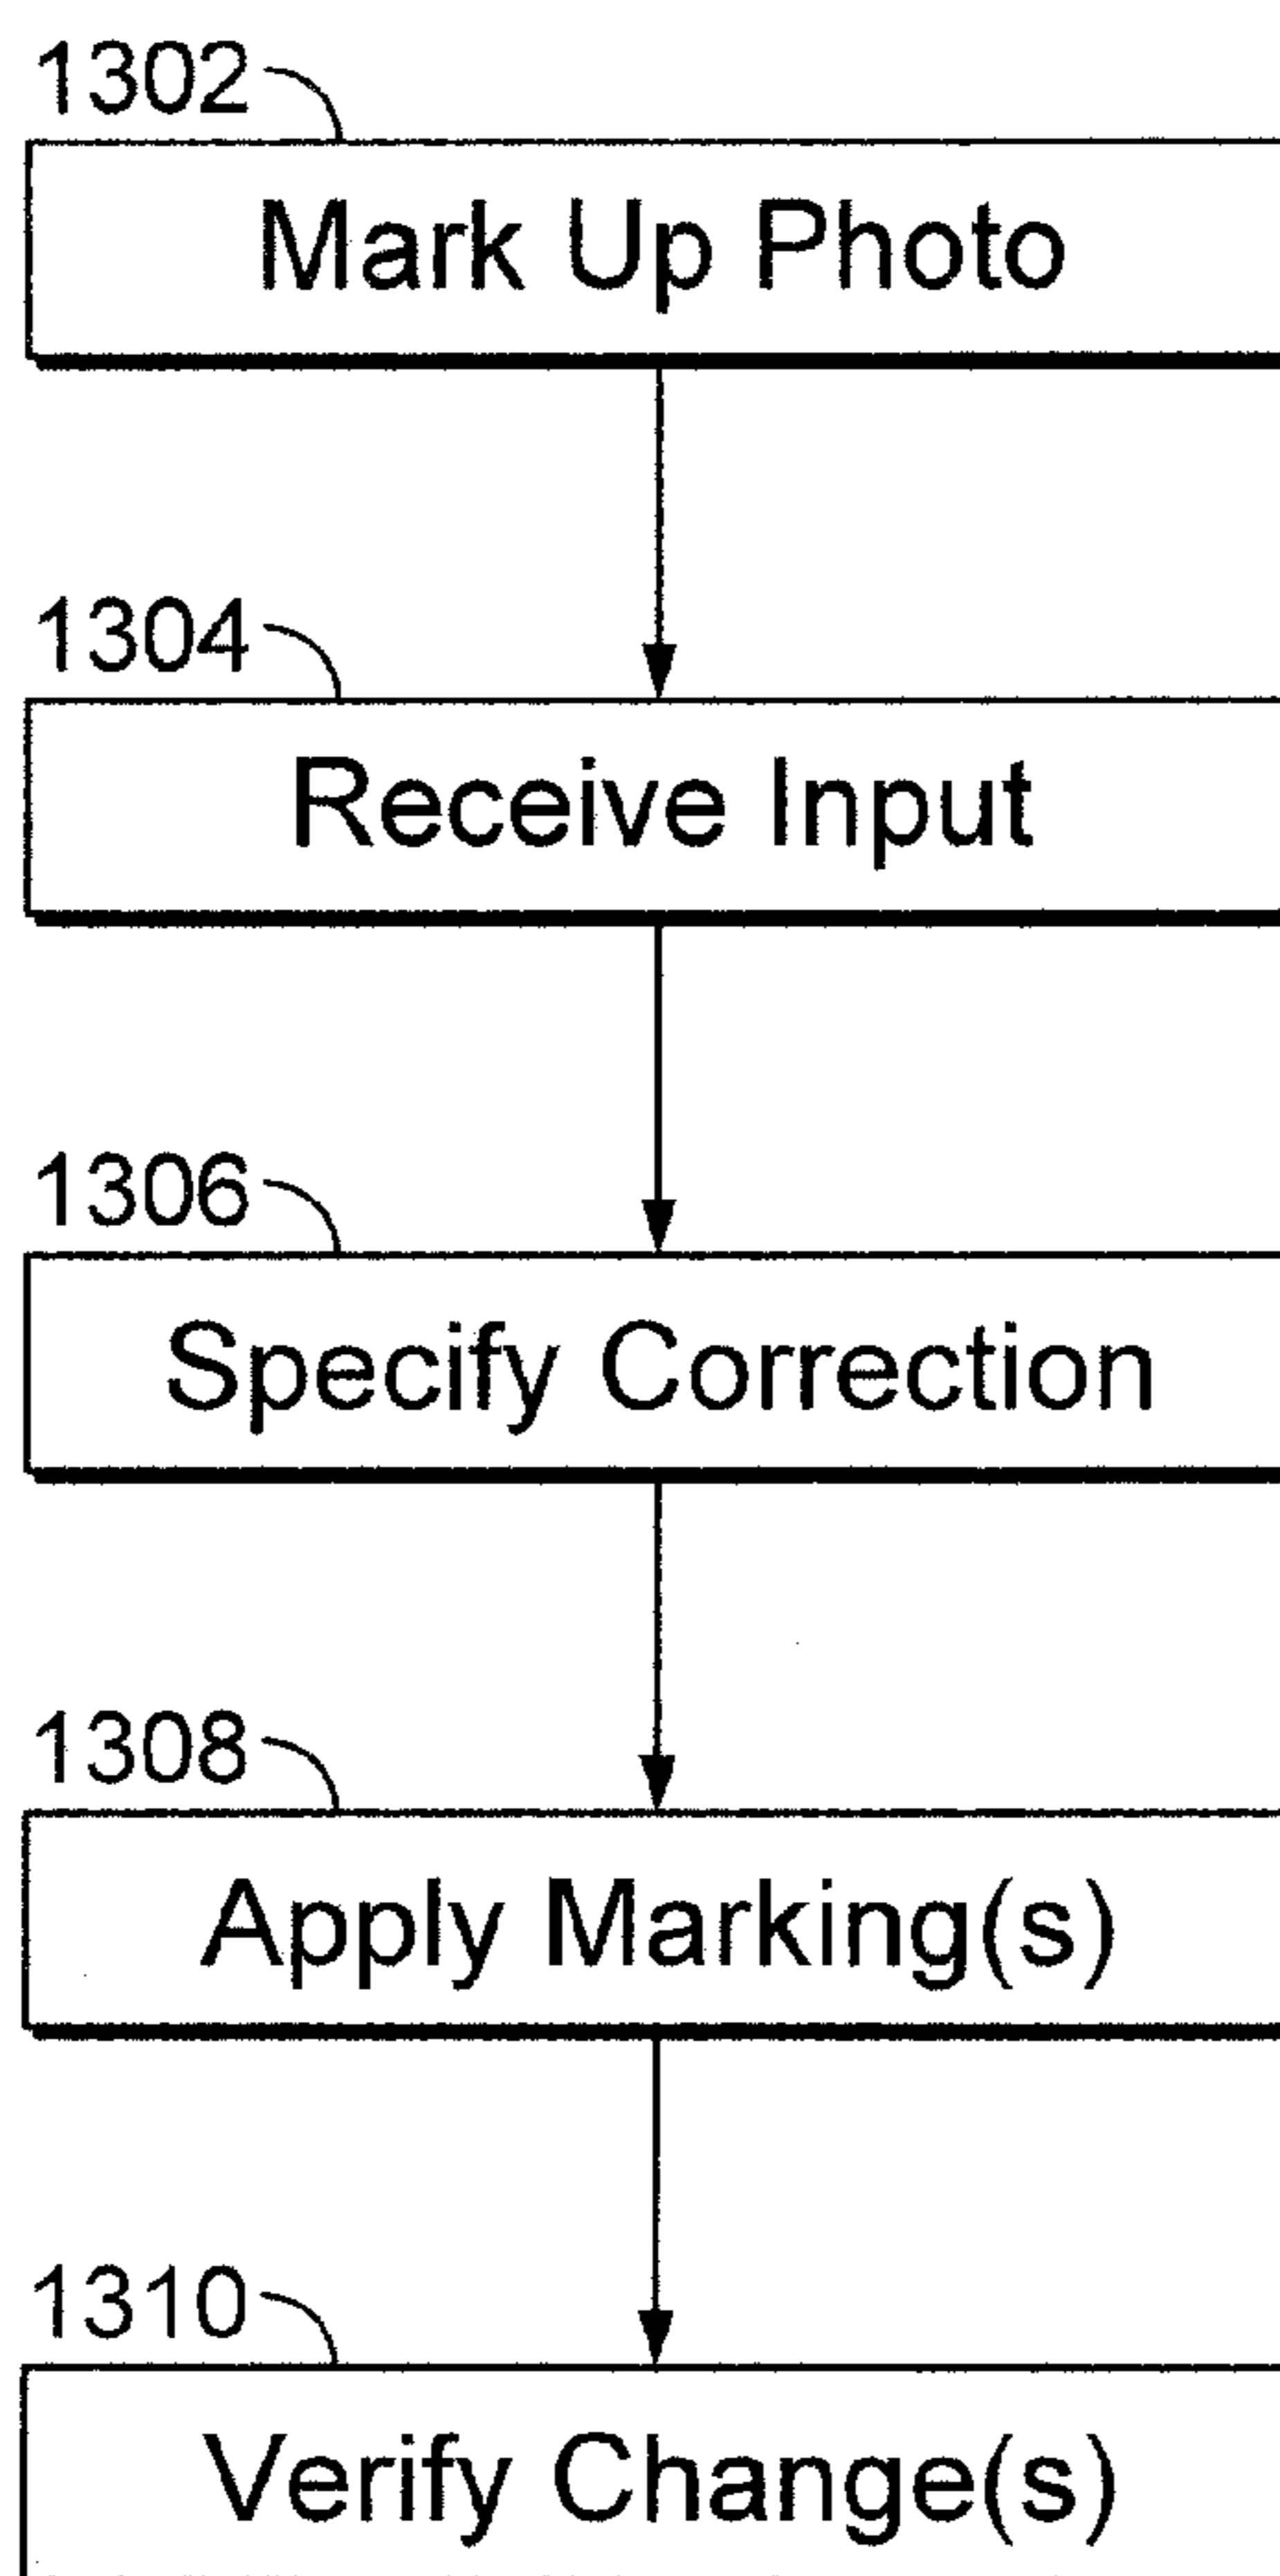 1302
Mark Up Photo
1304
Receive Input
1306
Specify Correction
1308
Apply Marking(s)
1310
Verify Change(s)